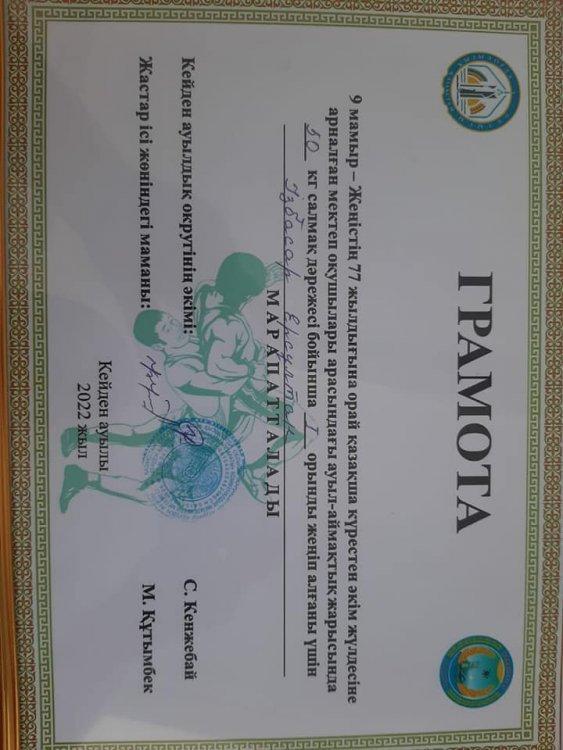 ГРАМОТА
9 мамыр – Жеңістің 77 жылдығына орай қазақша күрестен әкім жүлдесіне
арналған мектеп оқушылары арасындағы ауыл-аймақтық жарысында
50 кг салмақ дәрежесі бойынша I орынды жеңіп алғаны үшін
Ізбасар Ерсұлтан
МАРАПАТТАЛАДЫ
Кейден ауылдық округінің әкімі: С. Кенжебай
Жастар ісі жөніндегі маманы: М. Құтымбек
Кейден ауылы
2022 жыл